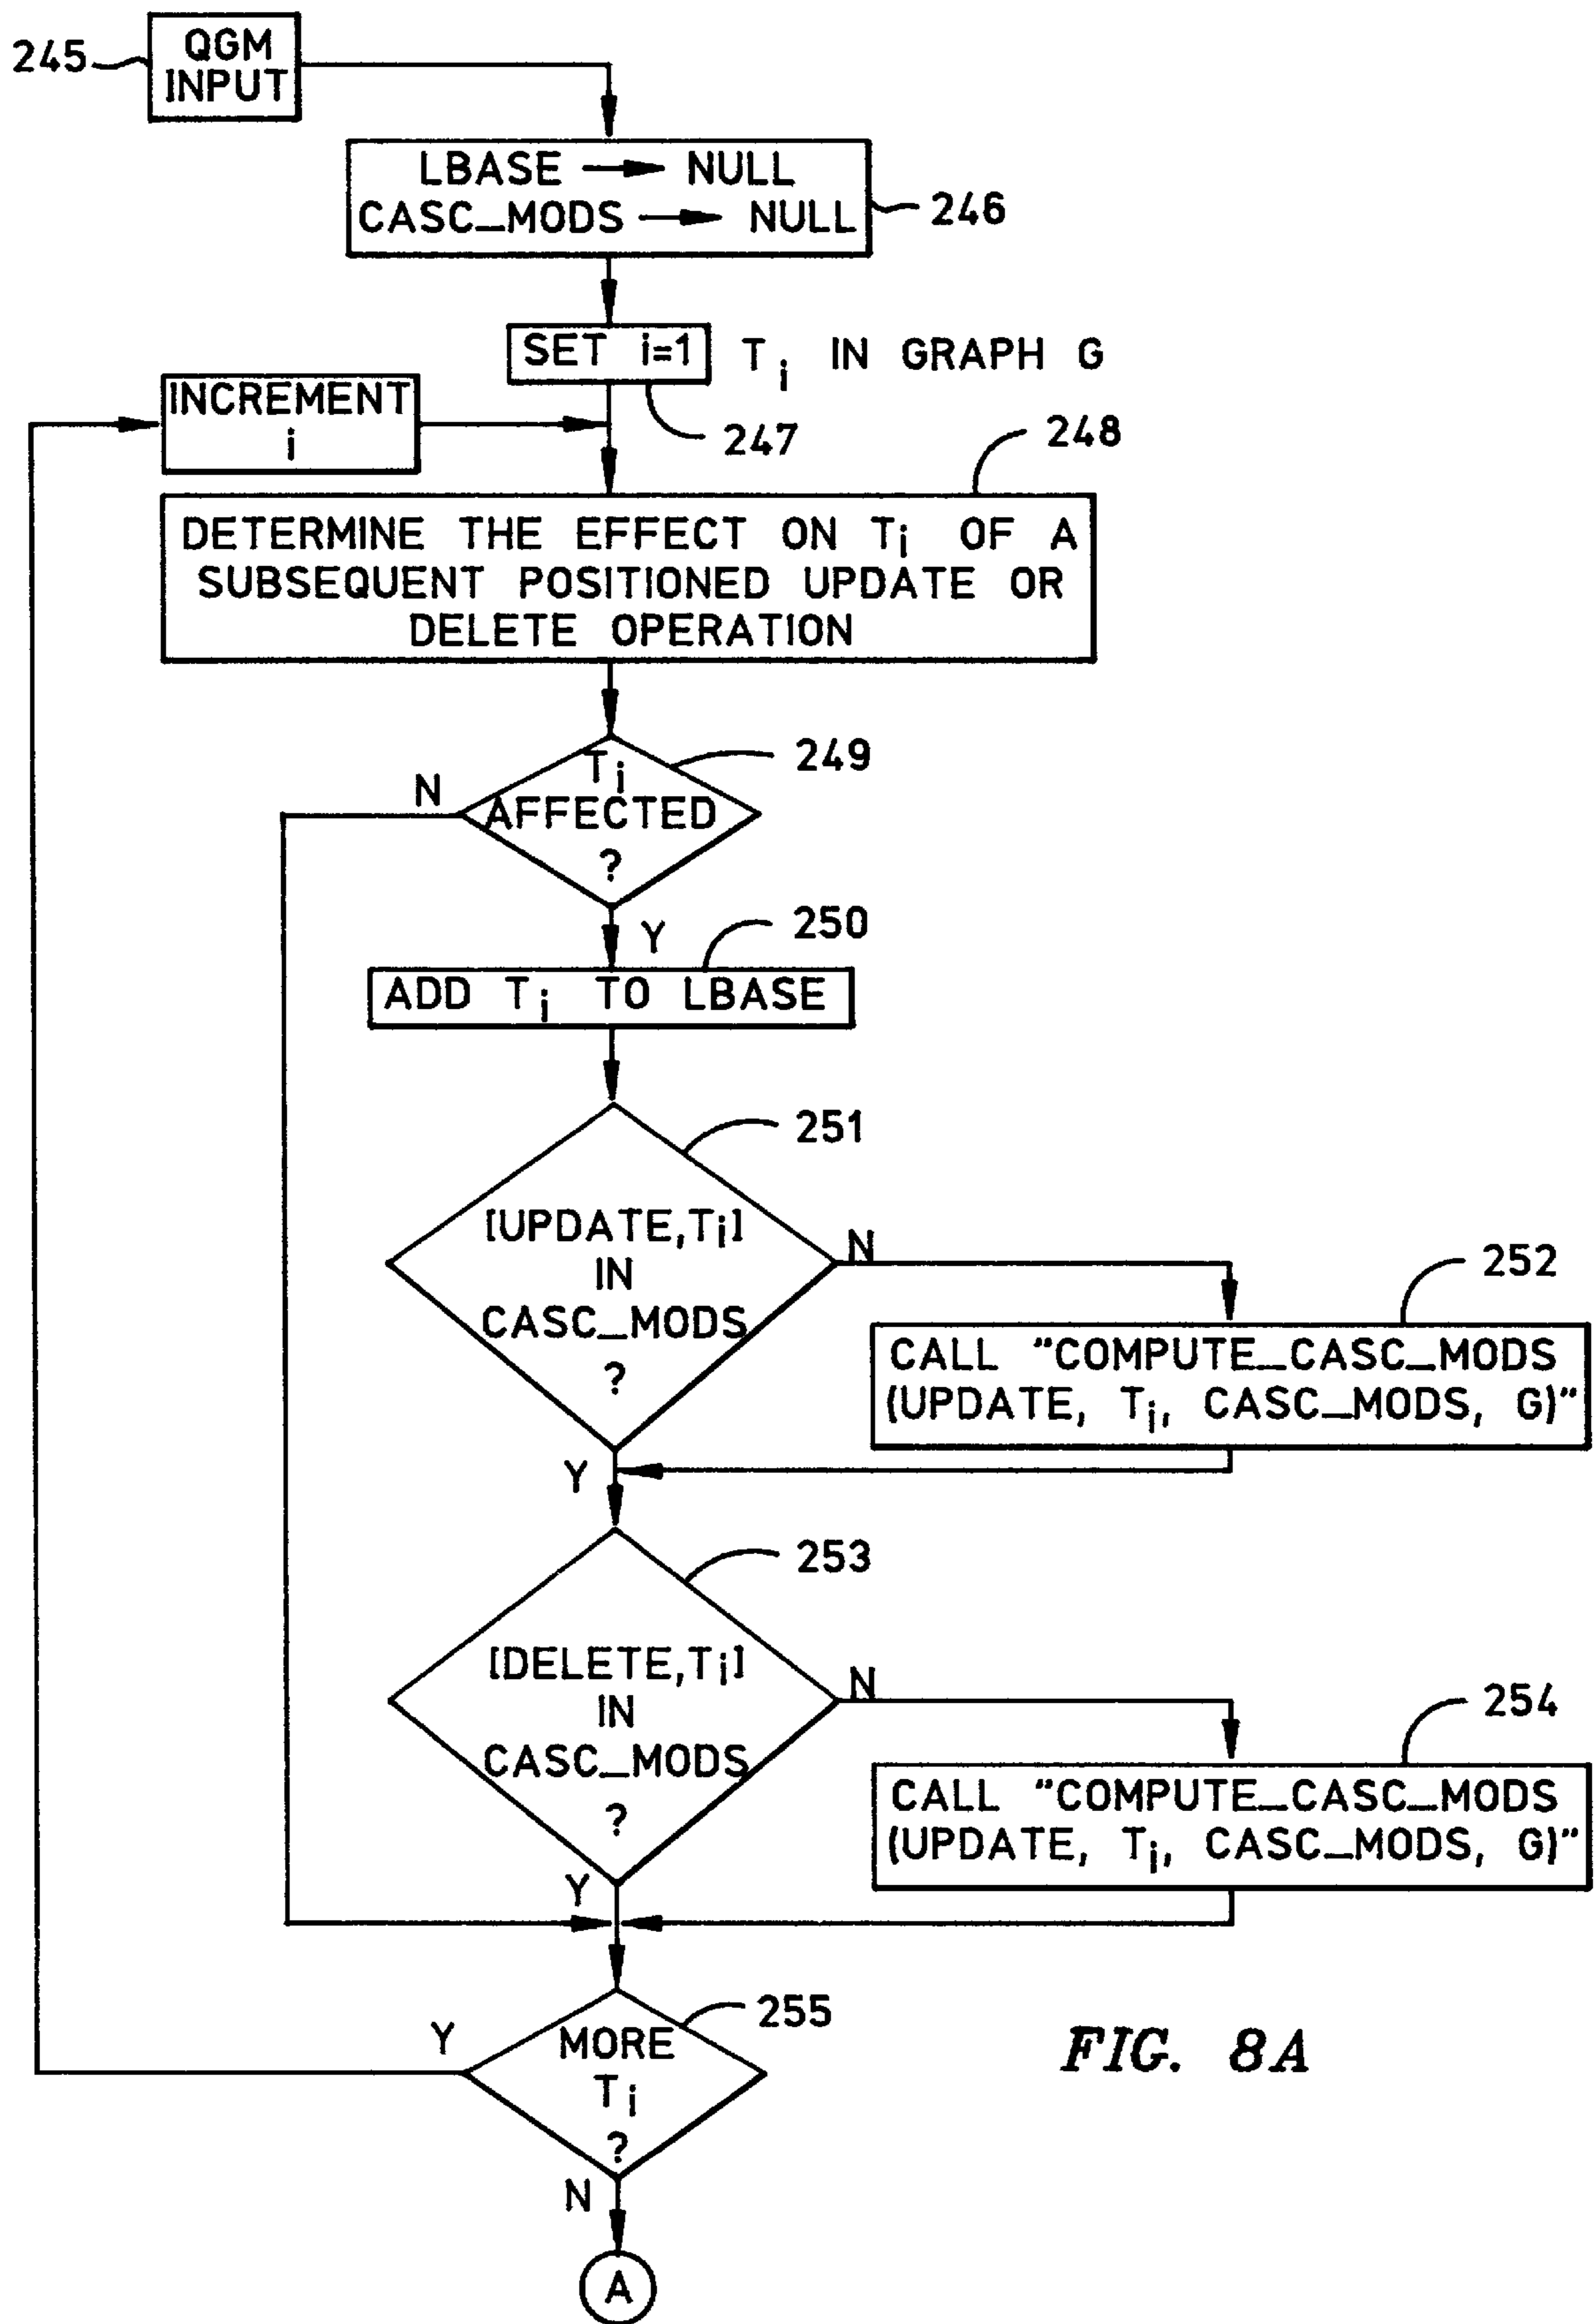 245
QGM
INPUT
LBASE → NULL
CASC_MODS → NULL
246
SET i=1
Ti IN GRAPH G
247
INCREMENT
i
248
DETERMINE THE EFFECT ON Ti OF A
SUBSEQUENT POSITIONED UPDATE OR
DELETE OPERATION
249
Ti
AFFECTED
?
N
Y
250
ADD Ti TO LBASE
251
[UPDATE,Ti]
IN
CASC_MODS
?
N
252
CALL "COMPUTE_CASC_MODS
(UPDATE, Ti, CASC_MODS, G)"
Y
253
[DELETE,Ti]
IN
CASC_MODS
?
N
254
CALL "COMPUTE_CASC_MODS
(UPDATE, Ti, CASC_MODS, G)"
Y
255
MORE
Ti
?
Y
N
A
FIG. 8A